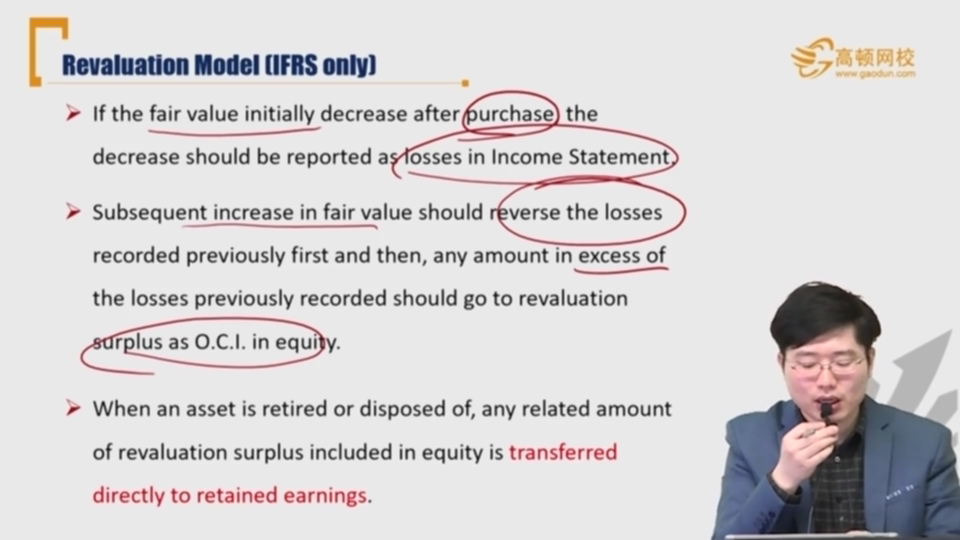 Revaluation Model (IFRS only)
高顿网校
www.gaodun.com
If the fair value initially decrease after purchase, the
decrease should be reported as losses in Income Statement.
Subsequent increase in fair value should reverse the losses
recorded previously first and then, any amount in excess of
the losses previously recorded should go to revaluation
surplus as O.C.I. in equity.
When an asset is retired or disposed of, any related amount
of revaluation surplus included in equity is transferred
directly to retained earnings.